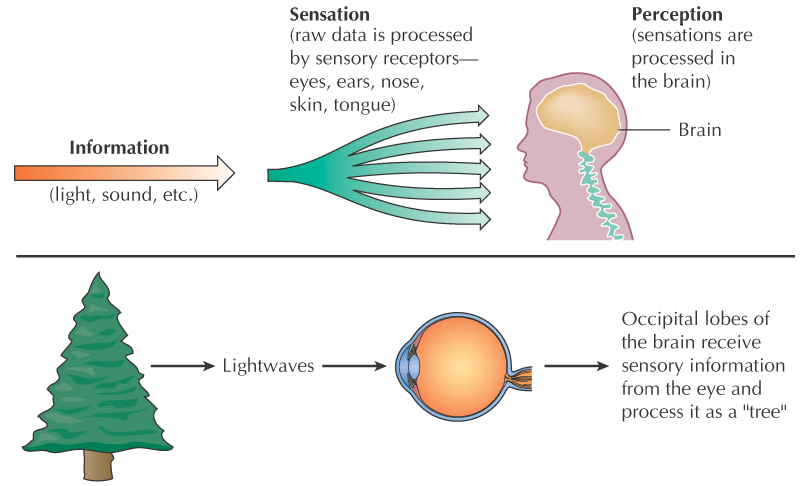 Sensation
(raw data is processed
by sensory receptors—
eyes, ears, nose,
skin, tongue)
Perception
(sensations are
processed in
the brain)
Brain
Information
(light, sound, etc.)
Lightwaves
Occipital lobes of
the brain receive
sensory information
from the eye and
process it as a "tree"